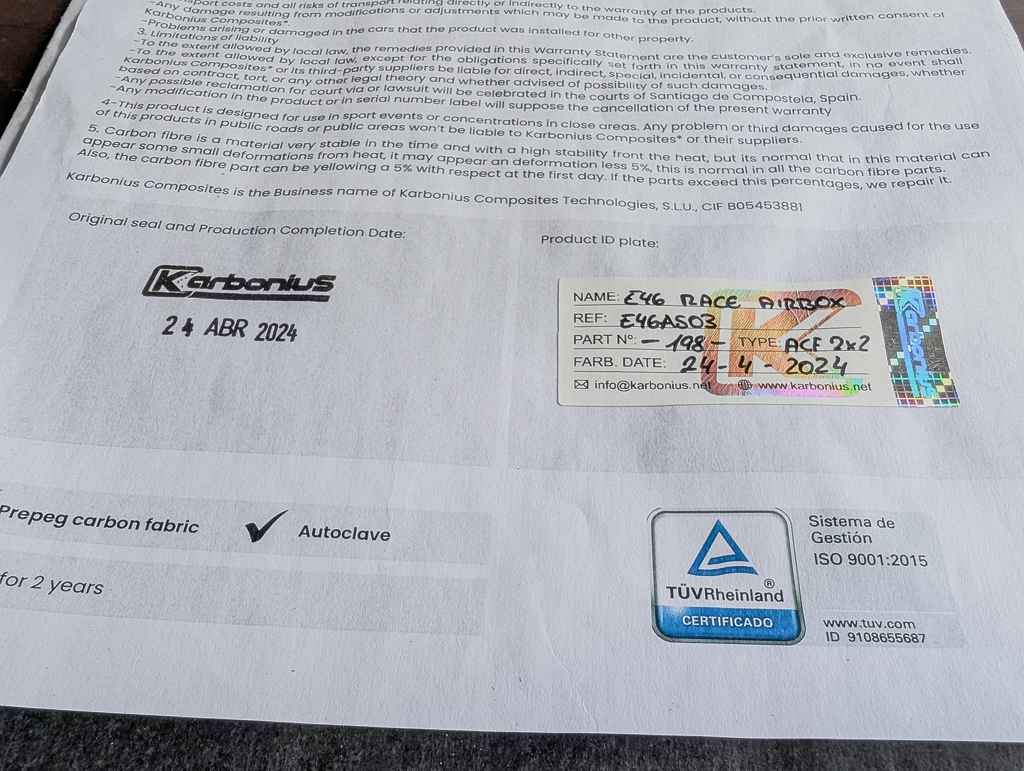 port costs and all risks of transport relating directly or indirectly to the warranty of the products.
-Any damage resulting from modifications or adjustments which may be made to the product, without the prior written consent of
Karbonius Composites*.
-Problems arising or damaged in the cars that the product was installed for other property.
3. Limitations of liability
-To the extent allowed by local law, the remedies provided in this Warranty Statement are the customer's sole and exclusive remedies.
-To the extent allowed by local law, except for the obligations specifically set forth in this warranty statement, in no event shall
Karbonius Composites* or its third-party suppliers be liable for direct, indirect, special, incidental, or consequential damages, whether
based on contract, tort, or any other legal theory and whether advised of possibility of such damages.
-Any possible reclamation for court via or lawsuit will be celebrated in the courts of Santiago de Compostela, Spain.
-Any modification in the product or in serial number label will suppose the cancellation of the present warranty
4-This product is designed for use in sport events or concentrations in close areas. Any problem or third damages caused for the use
of this products in public roads or public areas won't be liable to Karbonius Composites* or their suppliers.
5. Carbon fibre is a material very stable in the time and with a high stability front the heat, but its normal that in this material can
appear some small deformations from heat, it may appear an deformation less 5%, this is normal in all the carbon fibre parts.
Also, the carbon fibre part can be yellowing a 5% with respect at the first day. If the parts exceed this percentages, we repair it.
Karbonius Composites is the Business name of Karbonius Composites Technologies, S.L.U., CIF B05453881
Original seal and Production Completion Date:
Karbonius
24 ABR 2024
Product ID plate:
NAME: E46 RACE AIRBOX
REF: E46AS03
PART Nº: - 198 - TYPE: ACF 2x2
FARB. DATE: 24 - 4 - 2024
info@karbonius.net www.karbonius.net
Karbonius
Prepeg carbon fabric ✓ Autoclave
for 2 years
TÜVRheinland®
CERTIFICADO
Sistema de
Gestión
ISO 9001:2015
www.tuv.com
ID 9108655687